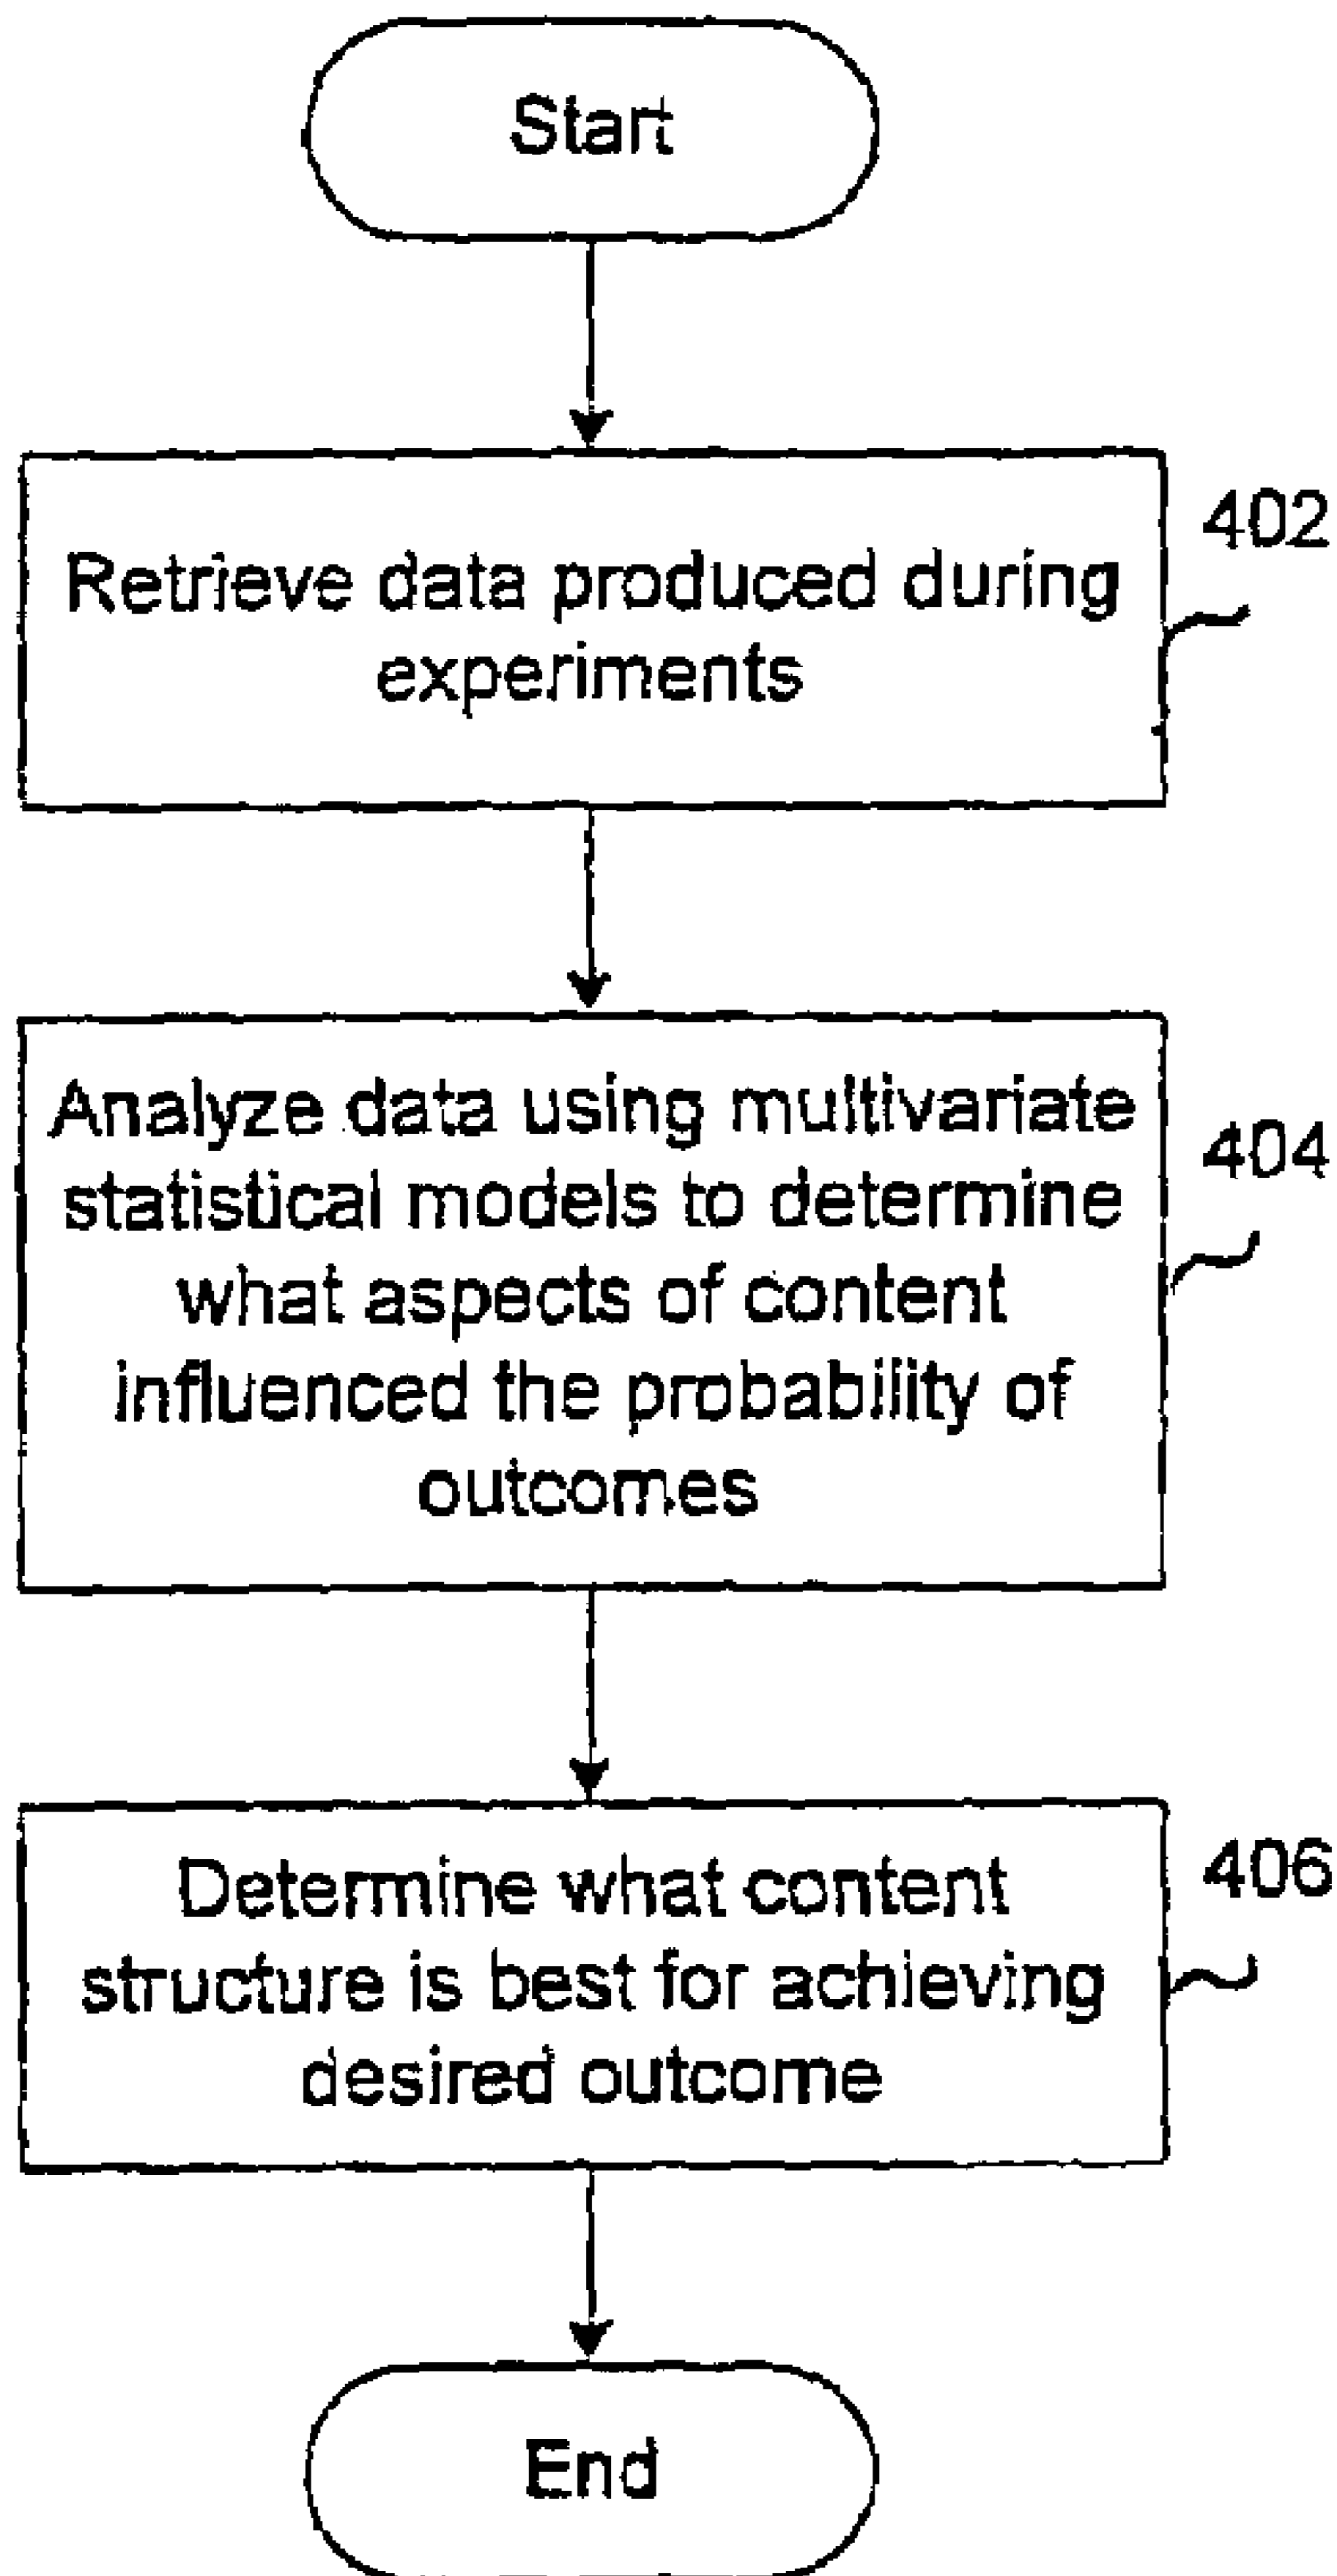 Start
Retrieve data produced during
experiments
402
Analyze data using multivariate
statistical models to determine
what aspects of content
influenced the probability of
outcomes
404
Determine what content
structure is best for achieving
desired outcome
406
End